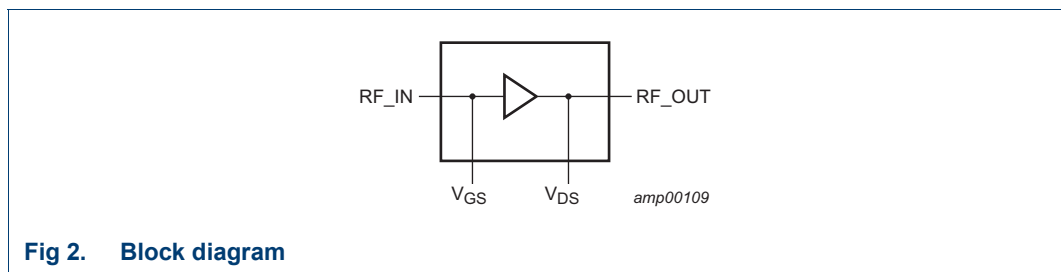 RF_IN
RF_OUT
VGS
VDS
amp00109
Fig 2. Block diagram